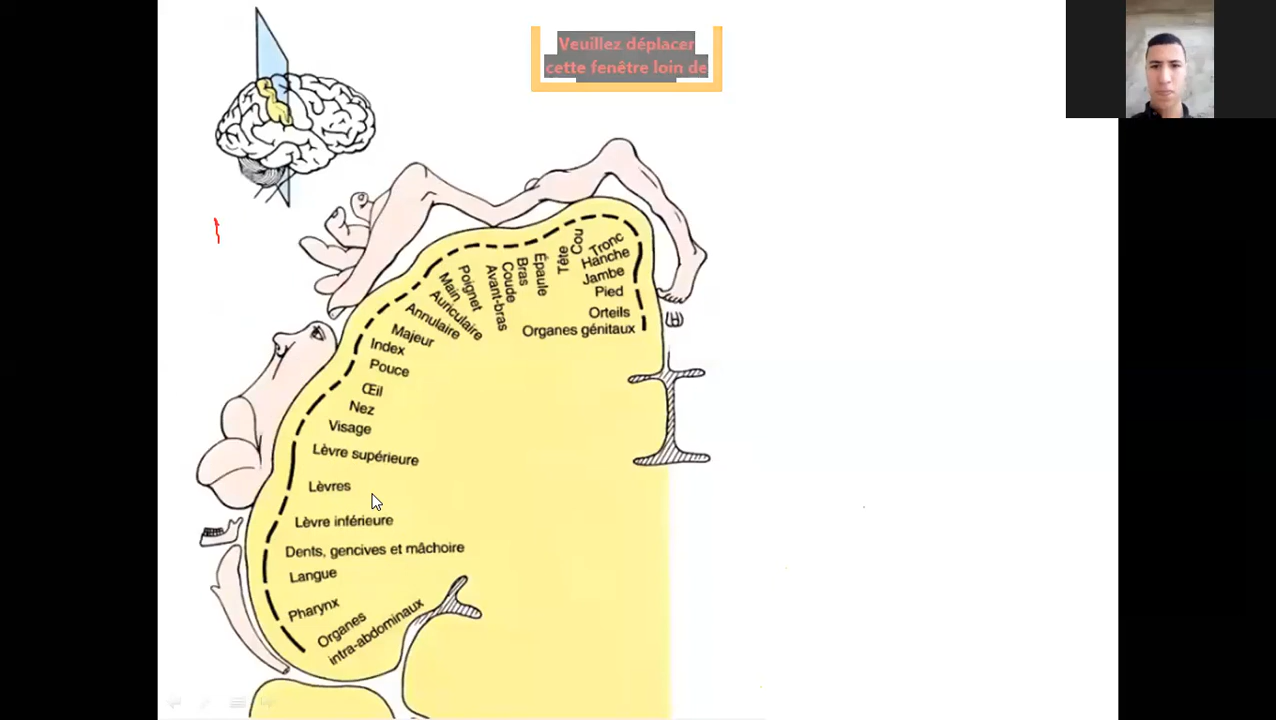 Veuillez déplacer
cette fenêtre loin de
Tronc
Hanche
Jambe
Pied
Orteils
Organes génitaux
Cou
Tête
Épaule
Bras
Coude
Avant-bras
Poignet
Main
Auriculaire
Annulaire
Majeur
Index
Pouce
Œil
Nez
Visage
Lèvre supérieure
Lèvres
Lèvre inférieure
Dents, gencives et mâchoire
Langue
Pharynx
Organes
intra-abdominaux